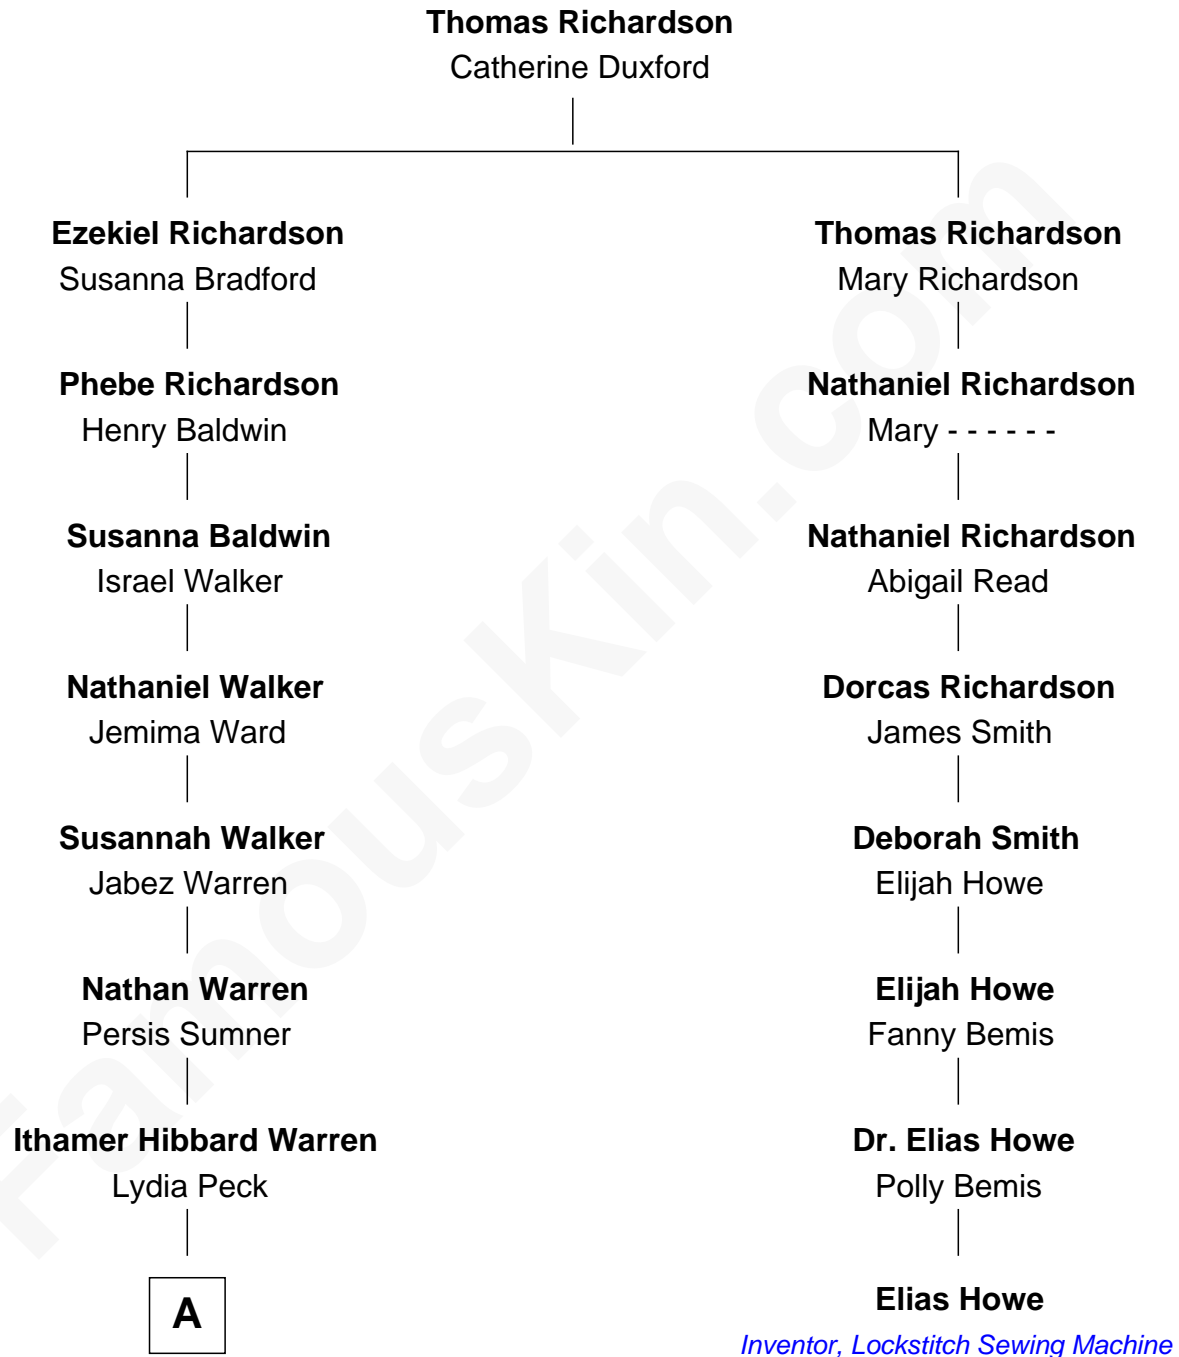 Thomas Richardson
Catherine Duxford
Ezekiel Richardson
Susanna Bradford
Thomas Richardson
Mary Richardson
Phebe Richardson
Henry Baldwin
Nathaniel Richardson
Mary - - - - - -
Susanna Baldwin
Israel Walker
Nathaniel Richardson
Abigail Read
Nathaniel Walker
Jemima Ward
Dorcas Richardson
James Smith
Susannah Walker
Jabez Warren
Deborah Smith
Elijah Howe
Nathan Warren
Persis Sumner
Elijah Howe
Fanny Bemis
Ithamer Hibbard Warren
Lydia Peck
Dr. Elias Howe
Polly Bemis
A
Elias Howe
Inventor, Lockstitch Sewing Machine
FamousKin.com